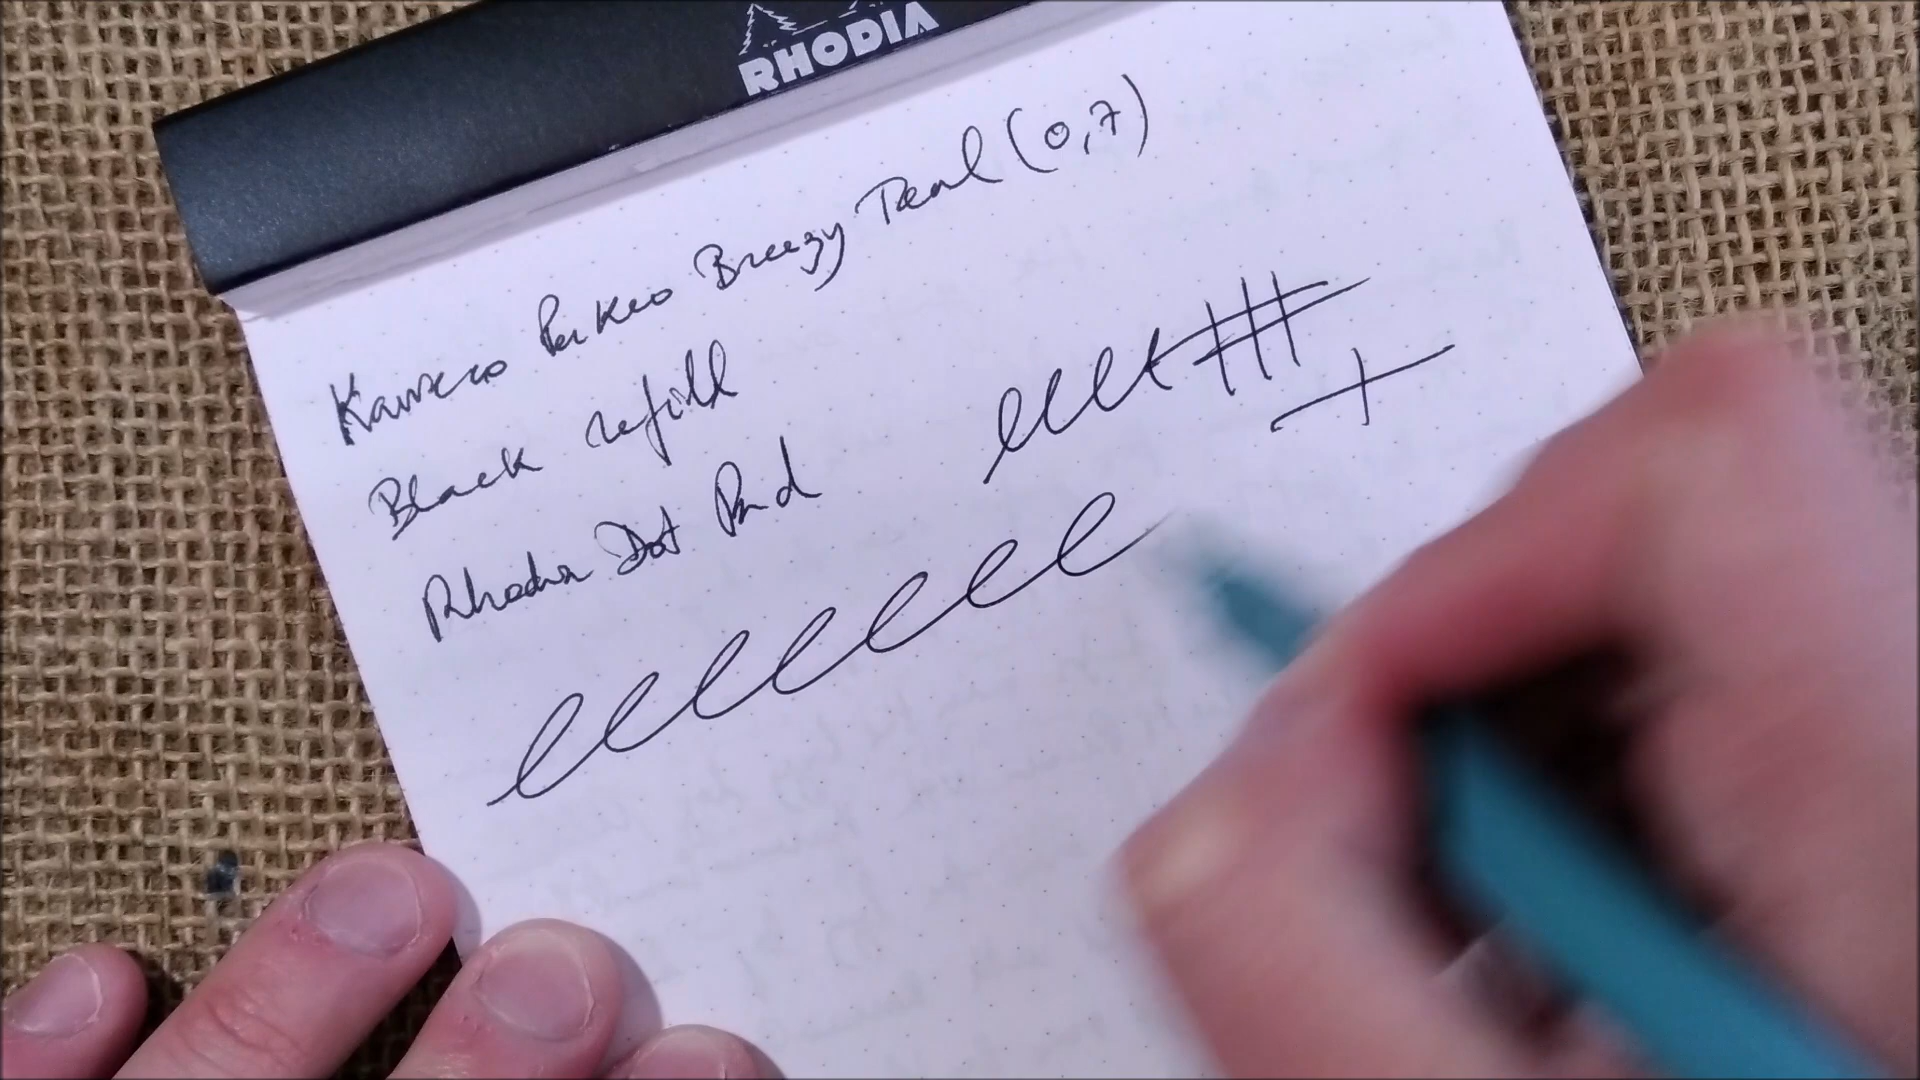 RHODIA
Kaweco Perkeo Breezy Teal (0,7)
Black refill
Rhodia Dot Pad